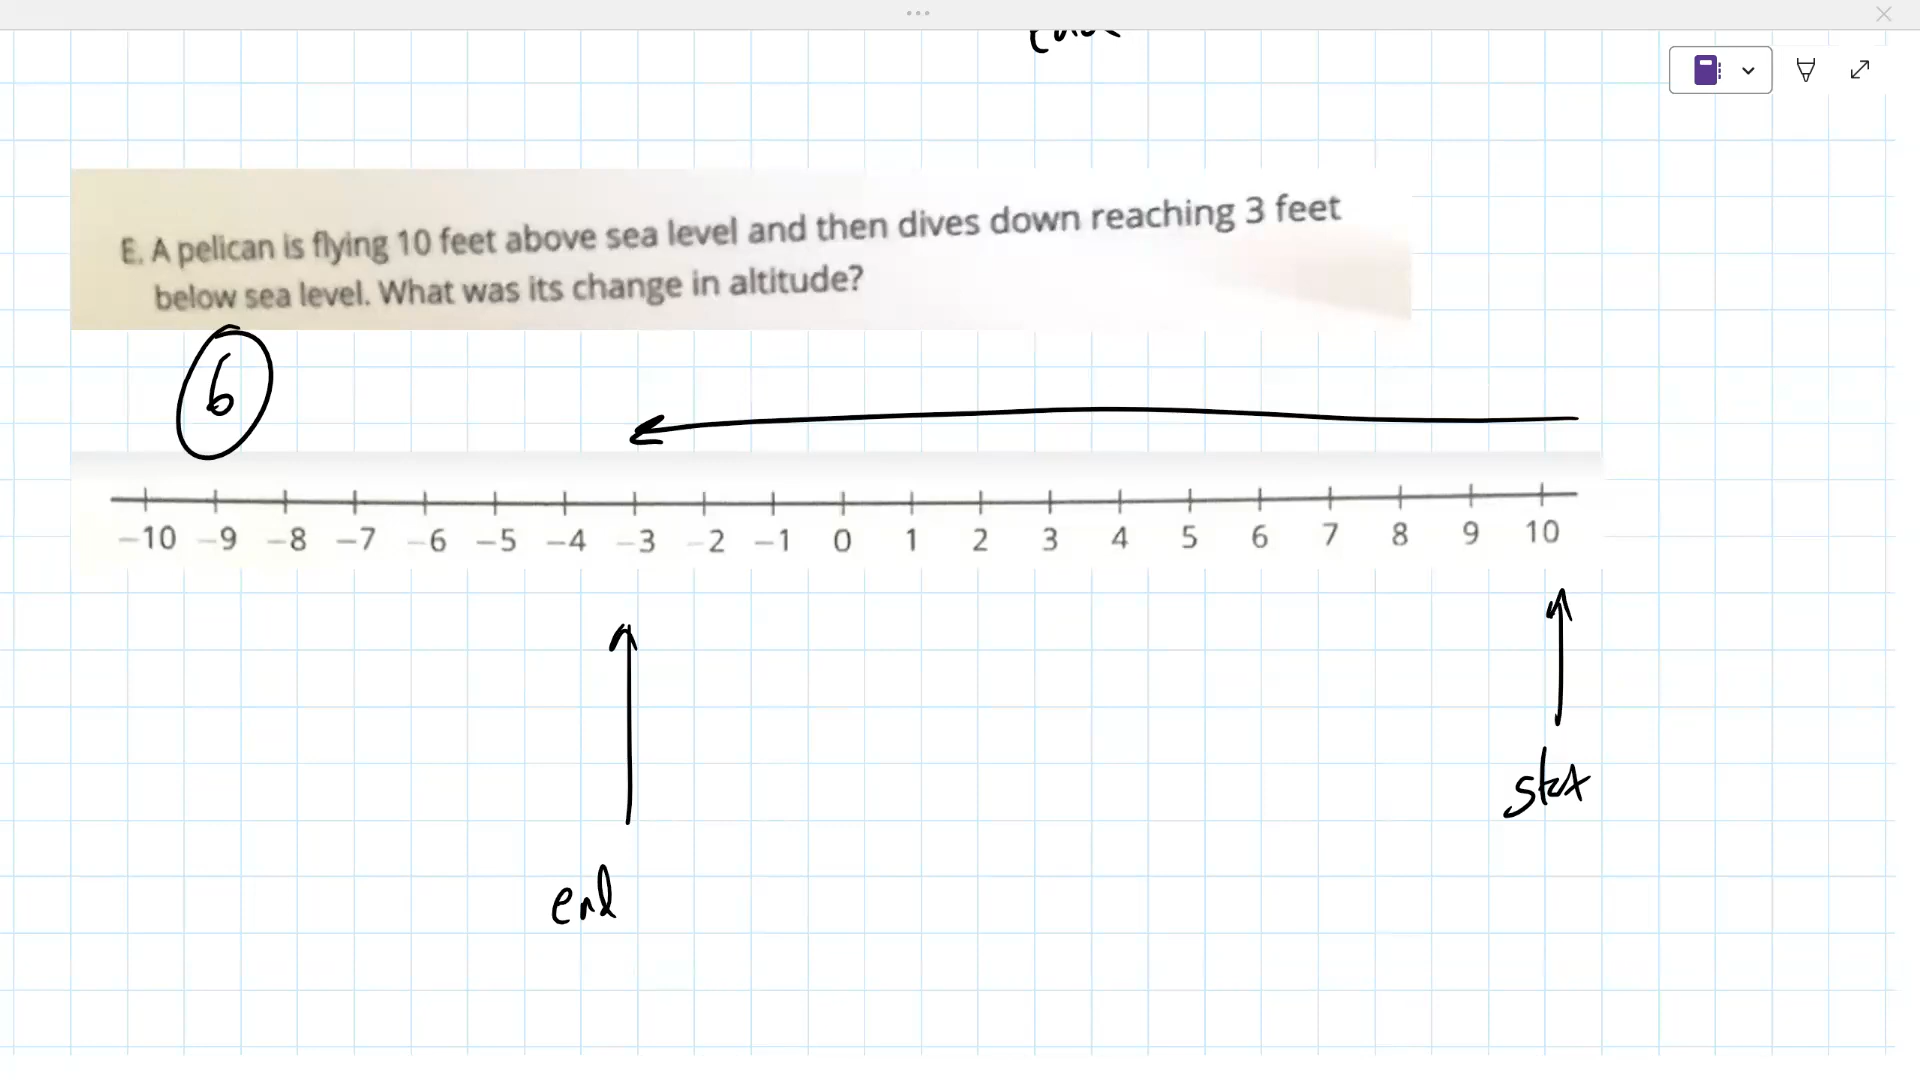 E. A pelican is flying 10 feet above sea level and then dives down reaching 3 feet
below sea level. What was its change in altitude?
6
−10 −9 −8 −7 −6 −5 −4 −3 −2 −1 0 1 2 3 4 5 6 7 8 9 10
start
end